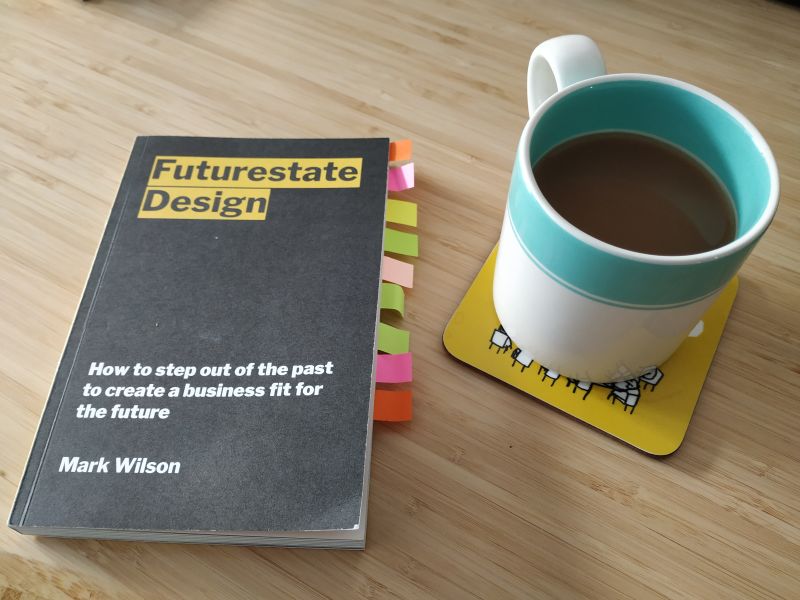 Futurestate
Design
How to step out of the past
to create a business fit for
the future
Mark Wilson